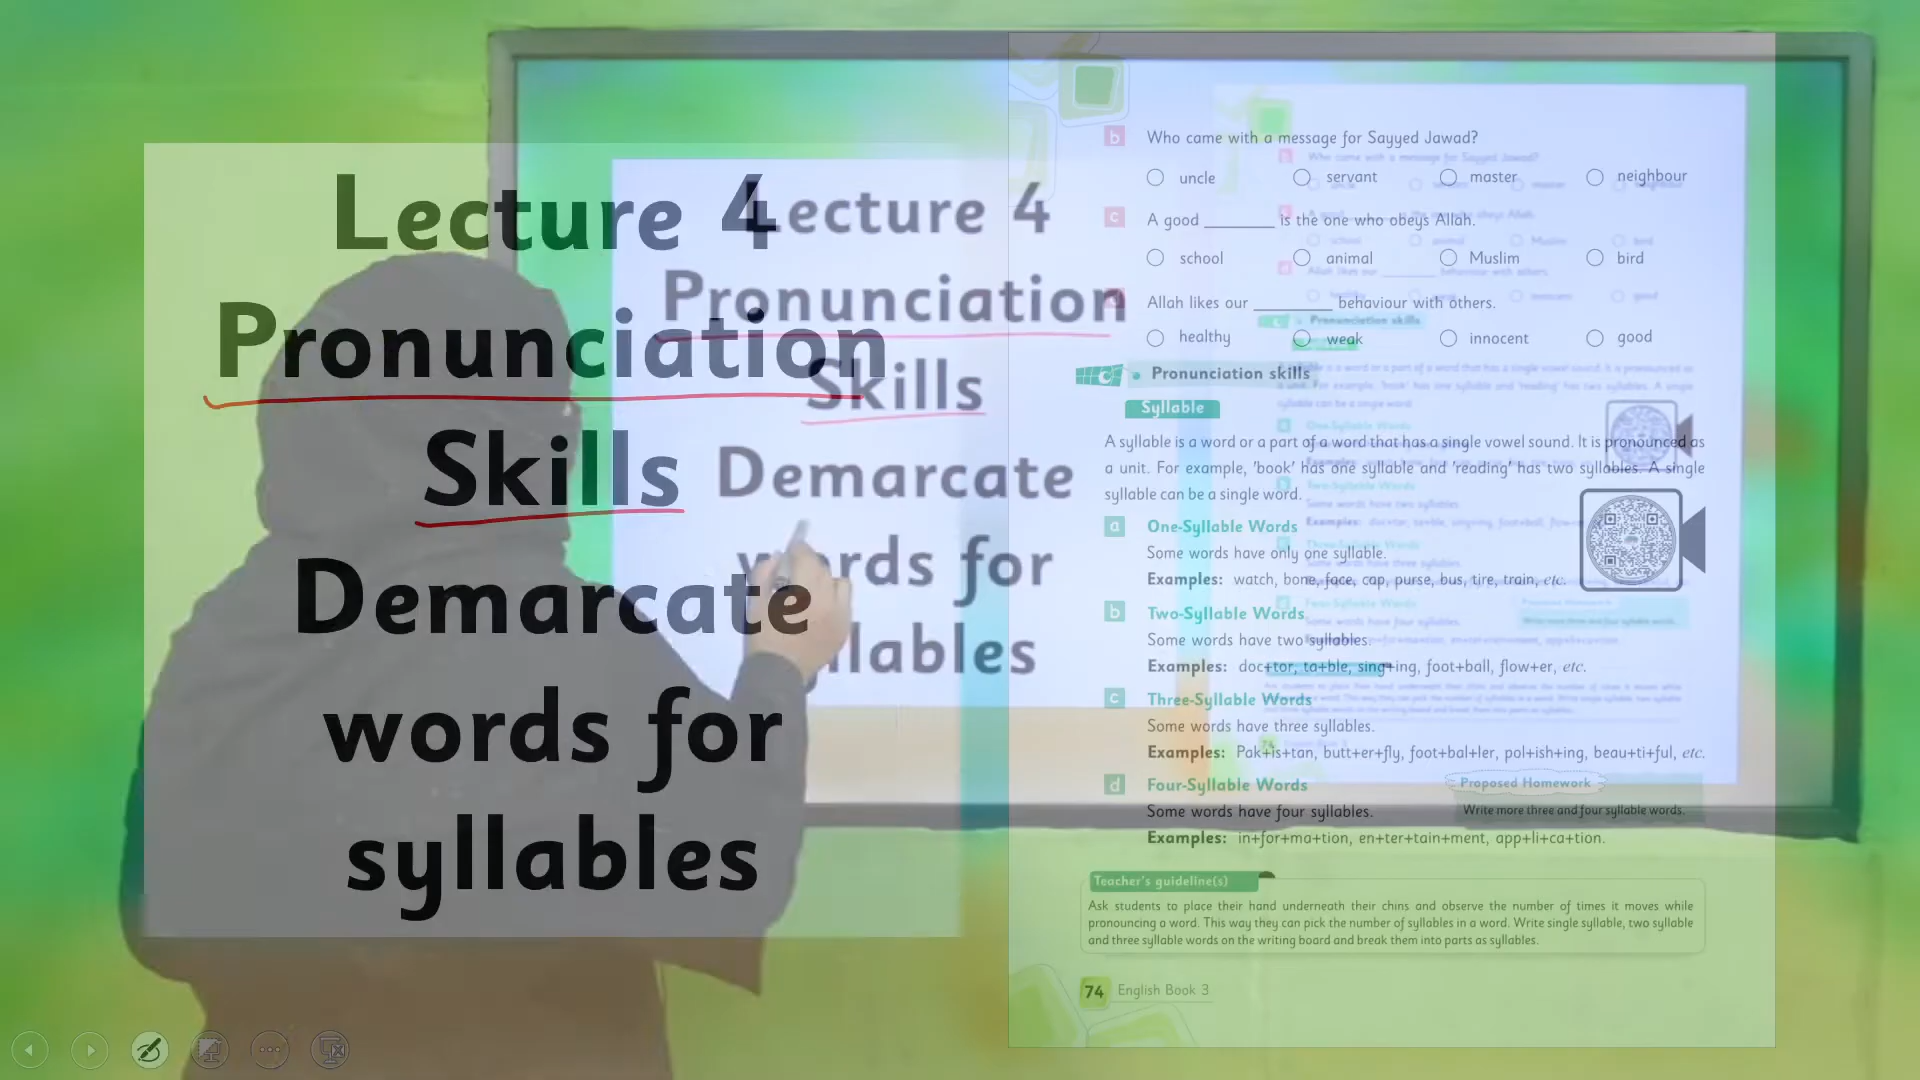 Lecture 4
Pronunciation
Skills
Demarcate
words for
syllables
Lecture 4
Pronunciation
Skills
Demarcate
words for
b Who came with a message for Sayyed Jawad?
uncle servant master neighbour
c A good ________ is the one who obeys Allah.
school animal Muslim bird
Allah likes our _________ behaviour with others.
healthy weak innocent good
Pronunciation skills
Syllable
A syllable is a word or a part of a word that has a single vowel sound. It is pronounced as
a unit. For example, 'book' has one syllable and 'reading' has two syllables. A single
syllable can be a single word.
a One-Syllable Words
Some words have only one syllable.
Examples: watch, bone, face, cap, purse, bus, tire, train, etc.
b Two-Syllable Words
Some words have two syllables.
Examples: doc+tor, ta+ble, sing+ing, foot+ball, flow+er, etc.
c Three-Syllable Words
Some words have three syllables.
Examples: Pak+is+tan, butt+er+fly, foot+bal+ler, pol+ish+ing, beau+ti+ful, etc.
d Four-Syllable Words
Some words have four syllables.
Examples: in+for+ma+tion, en+ter+tain+ment, app+li+ca+tion.
Proposed Homework
Write more three and four syllable words.
Teacher's guideline(s)
Ask students to place their hand underneath their chins and observe the number of times it moves while
pronouncing a word. This way they can pick the number of syllables in a word. Write single syllable, two syllable
and three syllable words on the writing board and break them into parts as syllables.
74 English Book 3